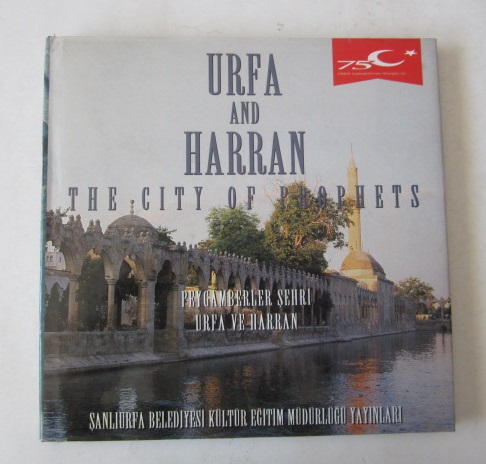 75
URFA
AND
HARRAN
THE CITY OF PROPHETS
PEYGAMBERLER ŞEHRİ
URFA VE HARRAN
ŞANLIURFA BELEDİYESİ KÜLTÜR EĞİTİM MÜDÜRLÜĞÜ YAYINLARI